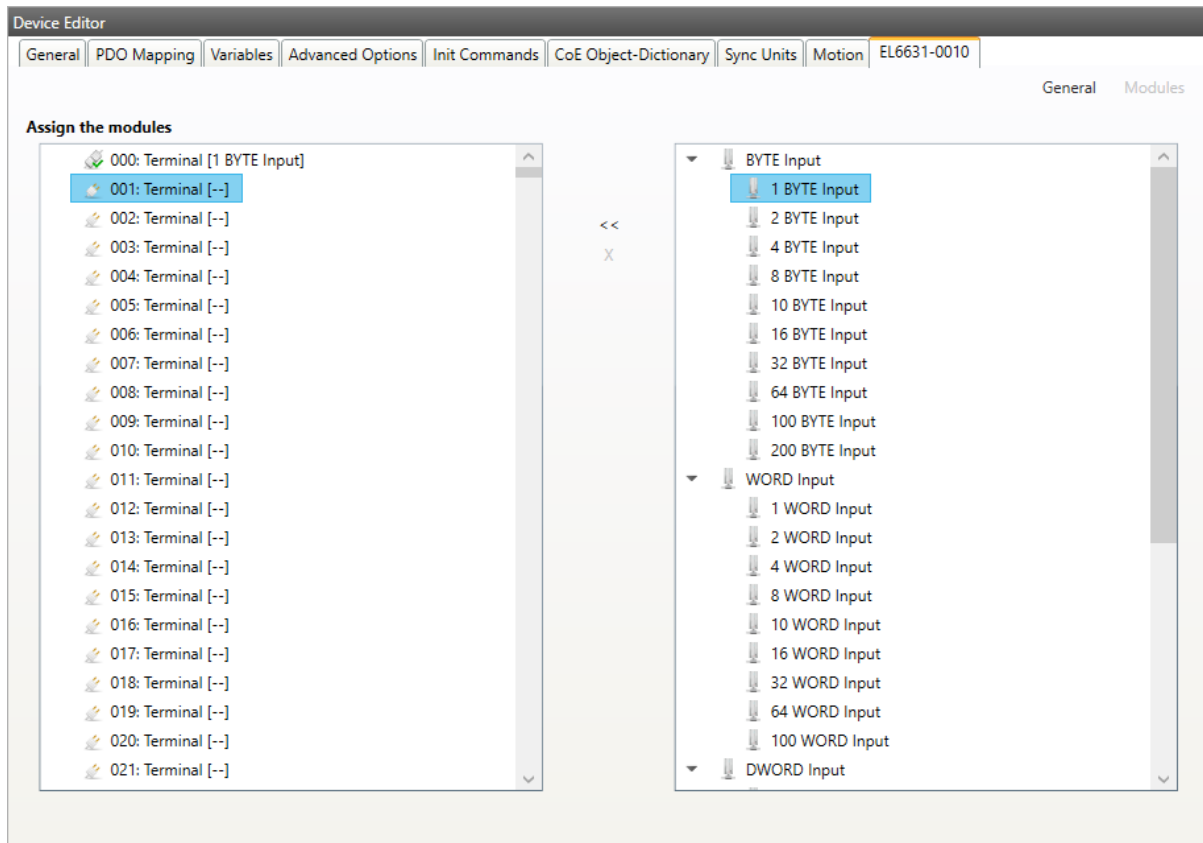 Device Editor
General PDO Mapping Variables Advanced Options Init Commands CoE Object-Dictionary Sync Units Motion EL6631-0010
General Modules
Assign the modules
000: Terminal [1 BYTE Input]
001: Terminal [--]
002: Terminal [--]
003: Terminal [--]
004: Terminal [--]
005: Terminal [--]
006: Terminal [--]
007: Terminal [--]
008: Terminal [--]
009: Terminal [--]
010: Terminal [--]
011: Terminal [--]
012: Terminal [--]
013: Terminal [--]
014: Terminal [--]
015: Terminal [--]
016: Terminal [--]
017: Terminal [--]
018: Terminal [--]
019: Terminal [--]
020: Terminal [--]
021: Terminal [--]
<<
X
BYTE Input
1 BYTE Input
2 BYTE Input
4 BYTE Input
8 BYTE Input
10 BYTE Input
16 BYTE Input
32 BYTE Input
64 BYTE Input
100 BYTE Input
200 BYTE Input
WORD Input
1 WORD Input
2 WORD Input
4 WORD Input
8 WORD Input
10 WORD Input
16 WORD Input
32 WORD Input
64 WORD Input
100 WORD Input
DWORD Input